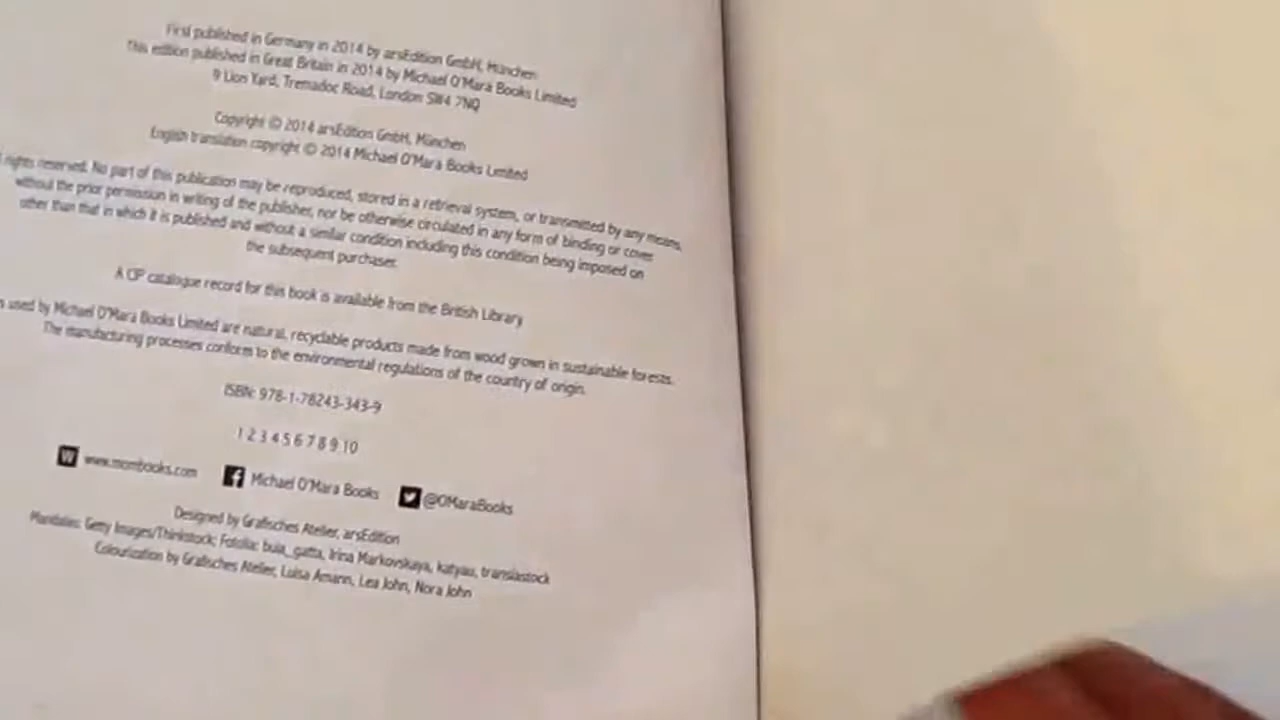 First published in Germany in 2014 by arsEdition GmbH, München
This edition published in Great Britain in 2014 by Michael O'Mara Books Limited
9 Lion Yard, Tremadoc Road, London SW4 7NQ
Copyright © 2014 arsEdition GmbH, München
English translation copyright © 2014 Michael O'Mara Books Limited
rights reserved. No part of this publication may be reproduced, stored in a retrieval system, or transmitted by any means,
without the prior permission in writing of the publisher, nor be otherwise circulated in any form of binding or cover
other than that in which it is published and without a similar condition including this condition being imposed on
the subsequent purchaser.
A CIP catalogue record for this book is available from the British Library
used by Michael O'Mara Books Limited are natural, recyclable products made from wood grown in sustainable forests.
The manufacturing processes conform to the environmental regulations of the country of origin.
ISBN: 978-1-78243-343-9
1 2 3 4 5 6 7 8 9 10
www.mombooks.com Michael O'Mara Books @OMaraBooks
Designed by Grafisches Atelier, arsEdition
Mandalas: Getty Images/Thinkstock; Fotolia: buia_gatta, Irina Markovskaya, katyau, transiastock
Colourization by Grafisches Atelier, Luisa Amann, Lea John, Nora John